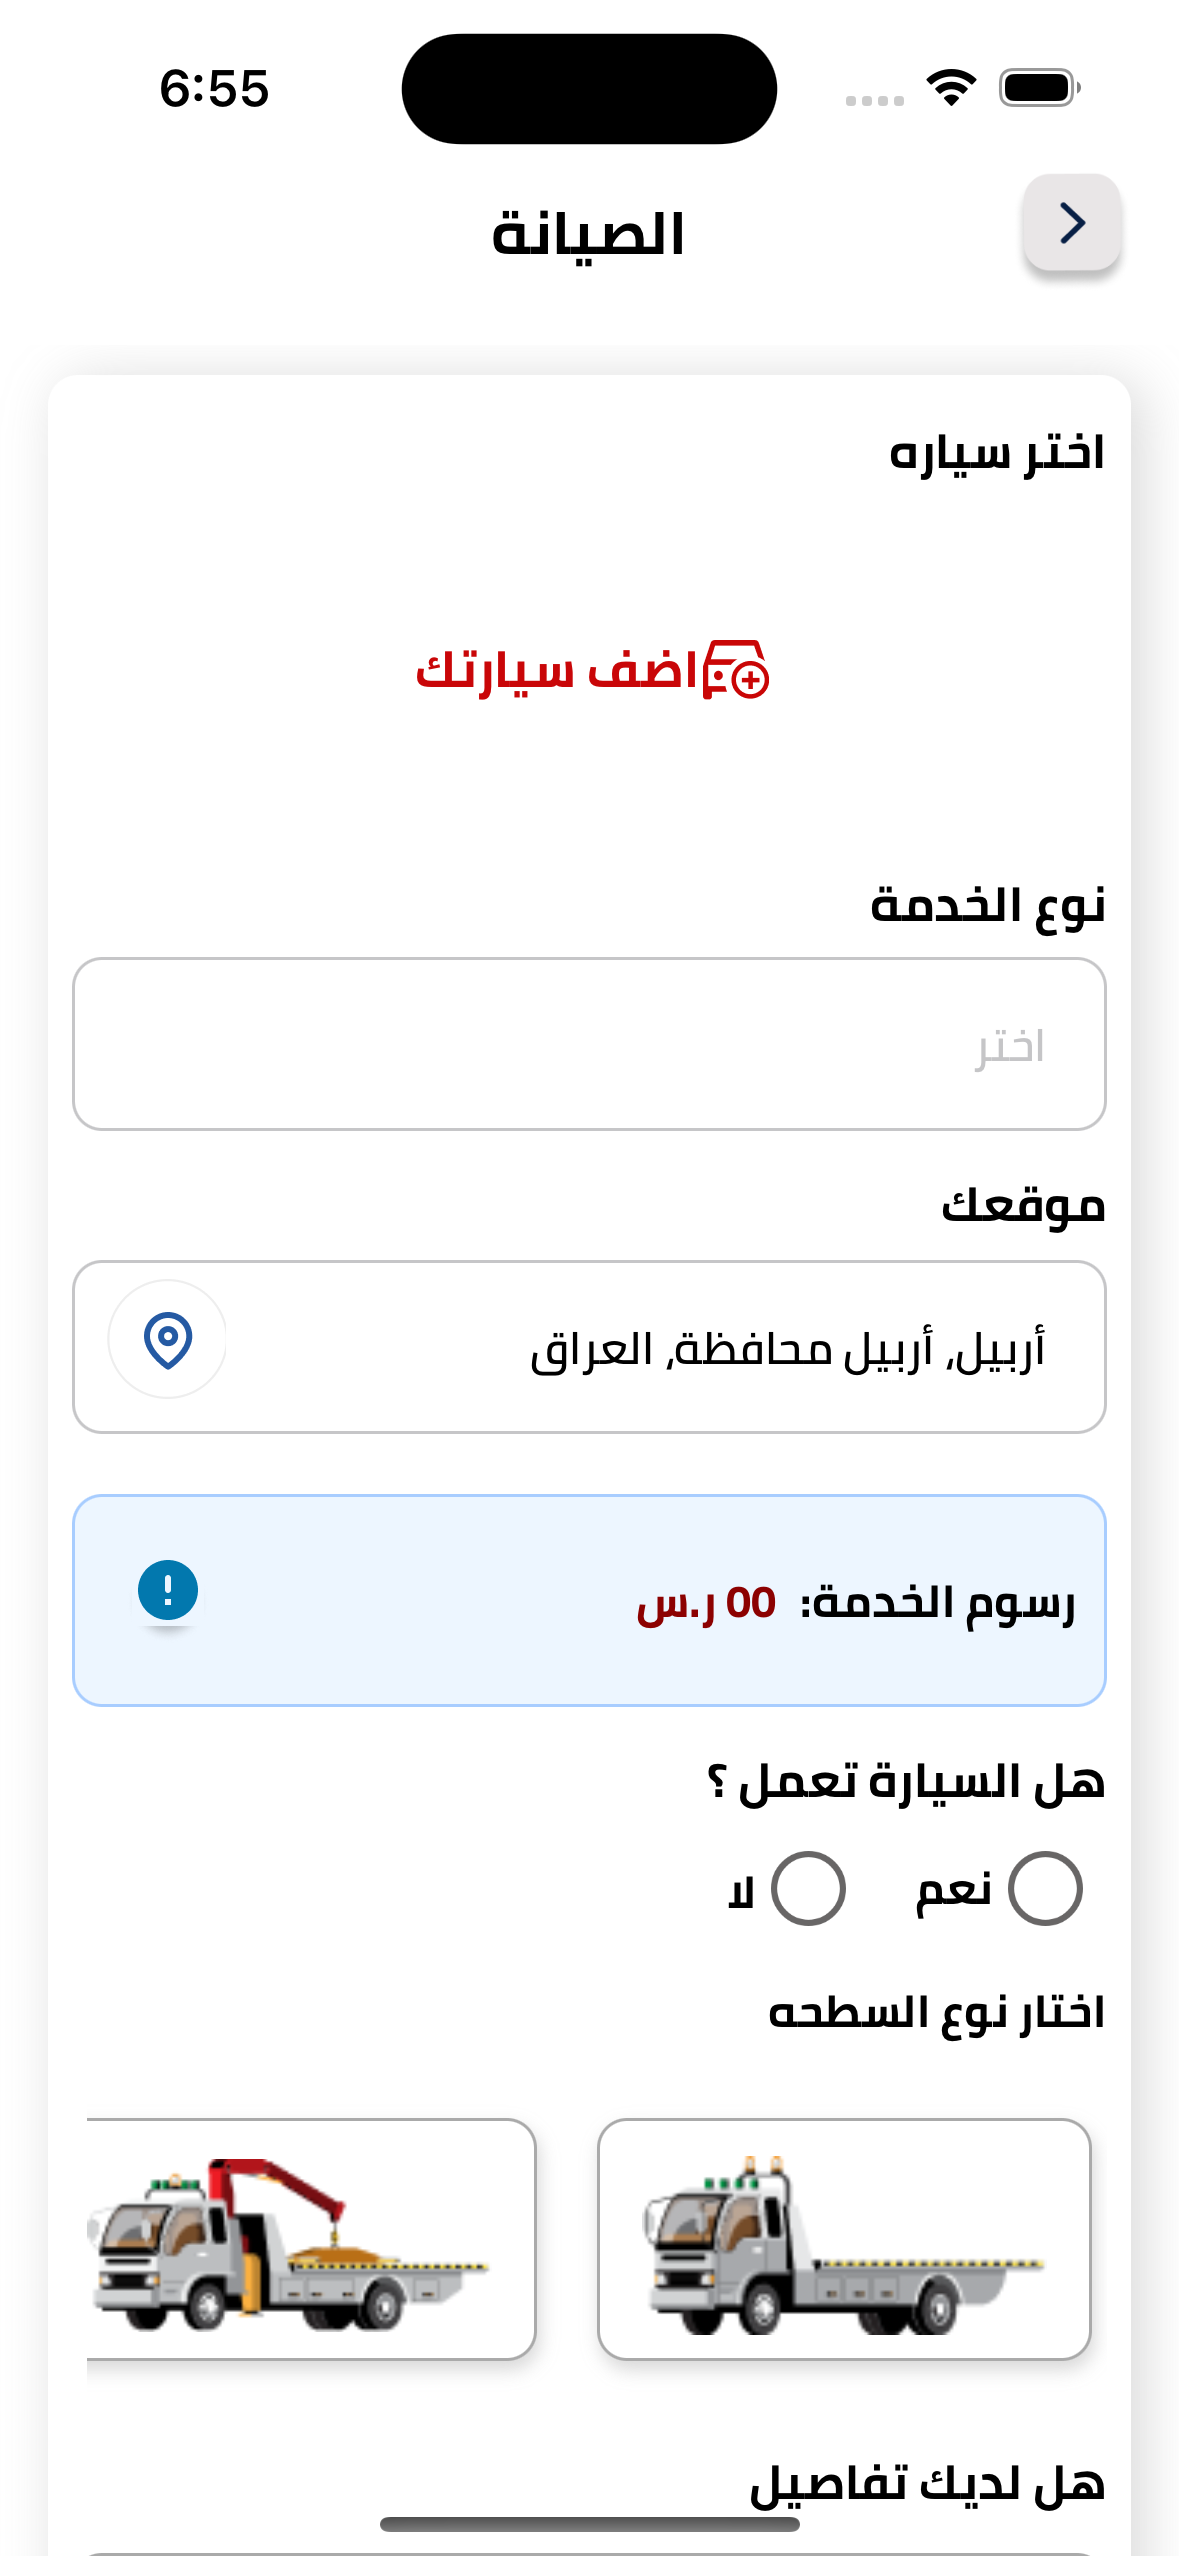 6:55
الصيانة
اختر سياره
اضف سيارتك
نوع الخدمة
اختر
موقعك
أربيل، أربيل محافظة، العراق
رسوم الخدمة: 00 ر.س
هل السيارة تعمل ؟
نعم
لا
اختار نوع السطحه
هل لديك تفاصيل